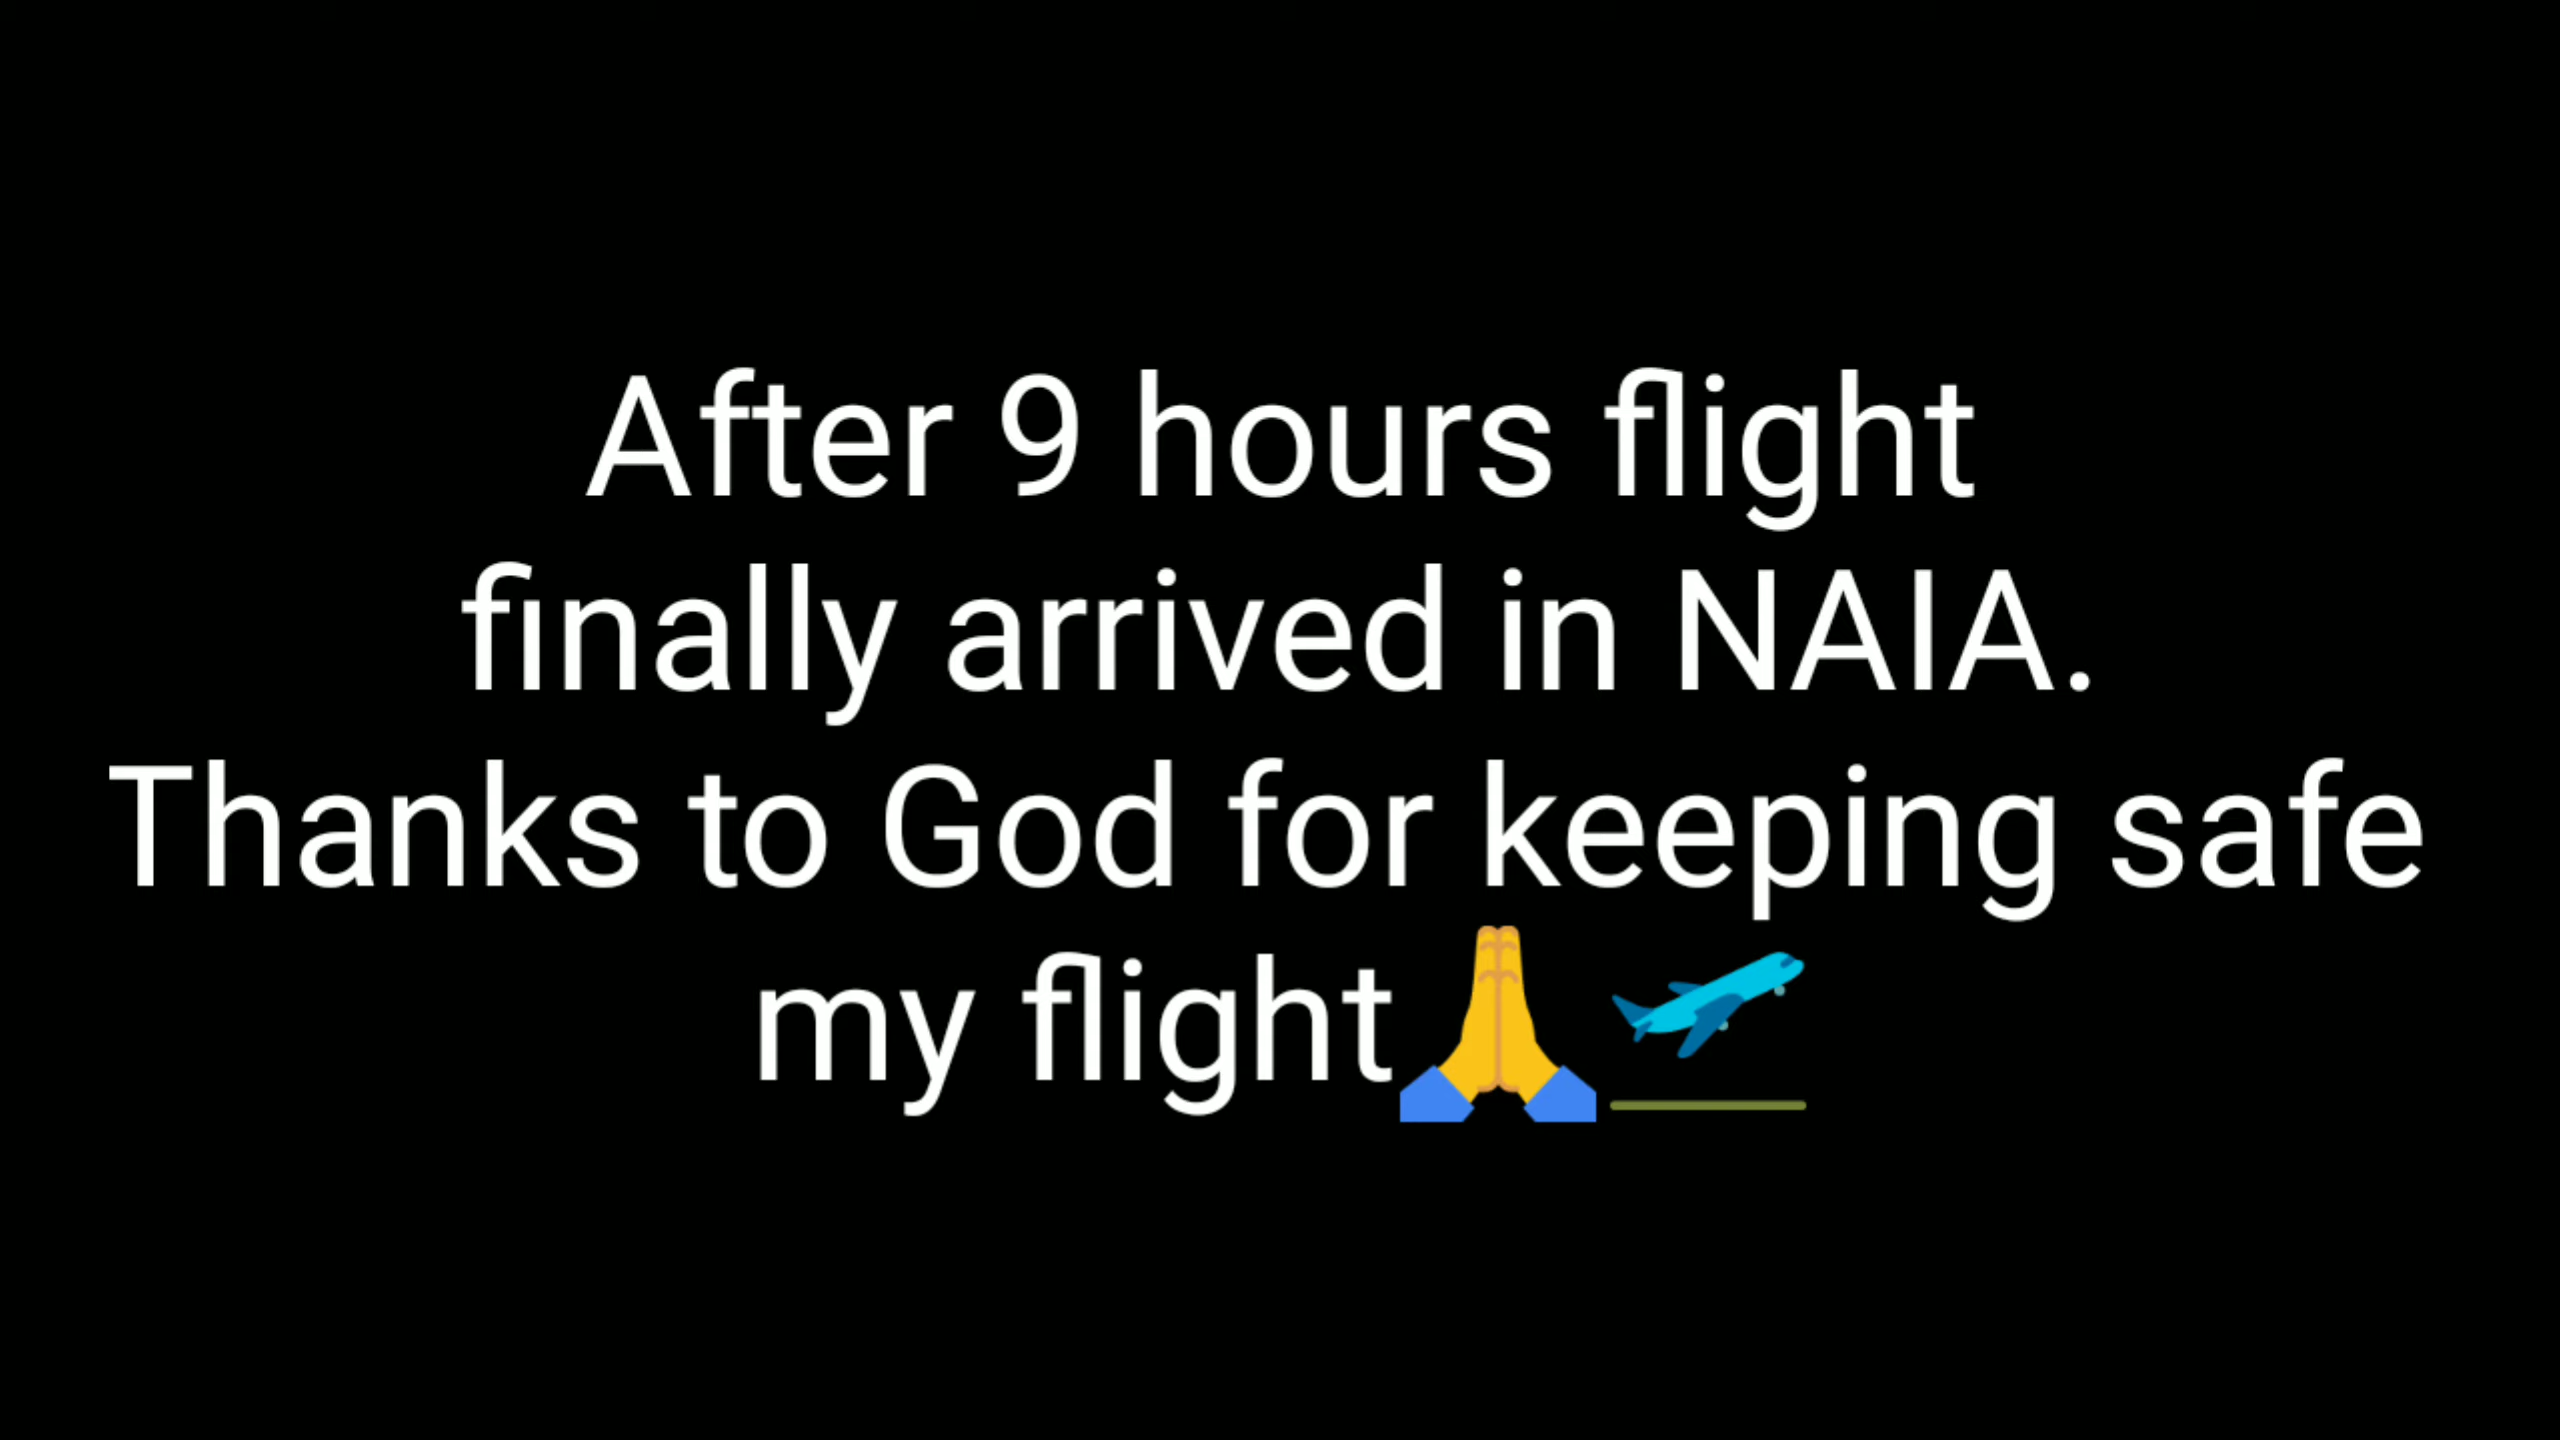 After 9 hours flight
finally arrived in NAIA.
Thanks to God for keeping safe
my flight🙏🛫